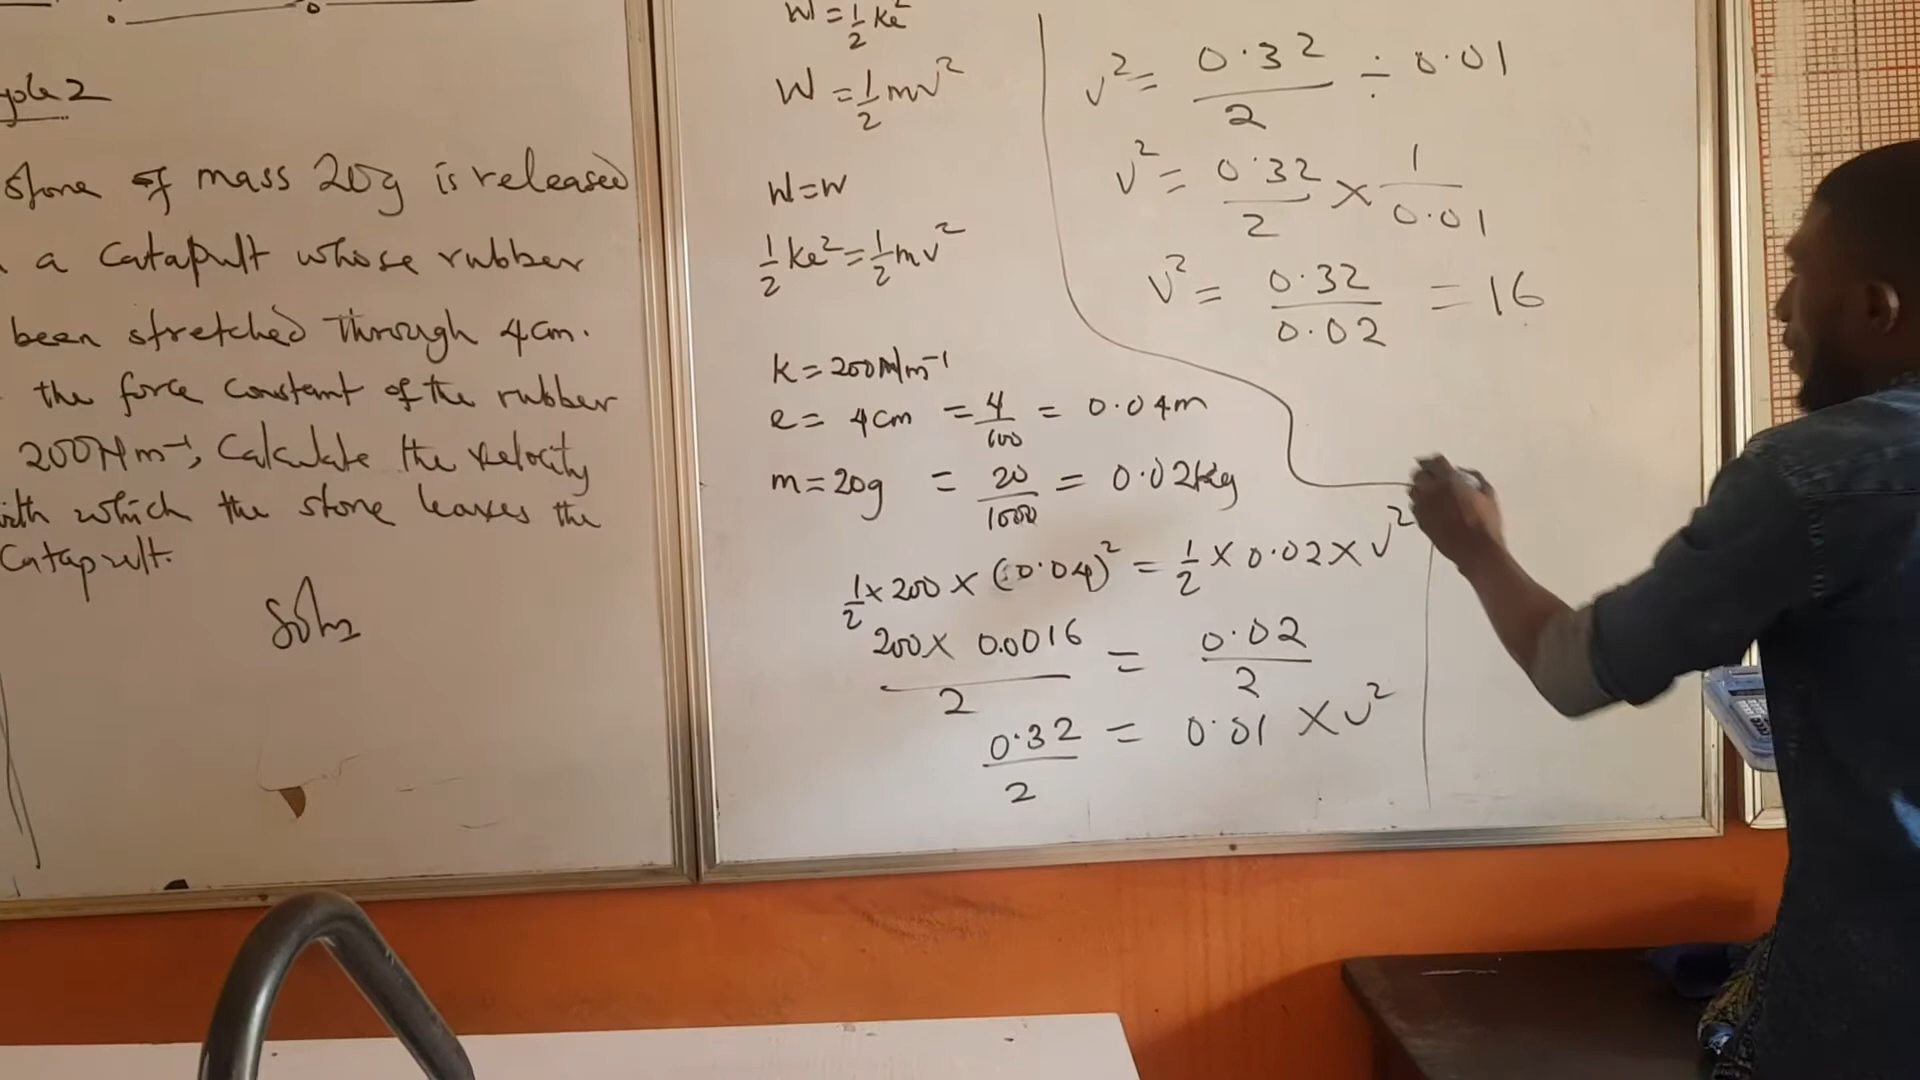 stone of mass 20g is released
a Catapult whose rubber
been stretched through 4cm.
the force constant of the rubber
200Nm⁻¹, Calculate the velocity
with which the stone leaves the
Catapult.
Soln
W = 1/2 ke²
W = 1/2 mv²
W = W
1/2 ke² = 1/2 mv²
k = 200N/m⁻¹
e = 4cm = 4/100 = 0.04m
m = 20g = 20/1000 = 0.02kg
1/2 × 200 × (0.04)² = 1/2 × 0.02 × v²
200 × 0.0016 / 2 = 0.02 / 2
0.32 / 2 = 0.01 × v²
v² = 0.32 / 2 ÷ 0.01
v² = 0.32 / 2 × 1 / 0.01
v² = 0.32 / 0.02 = 16